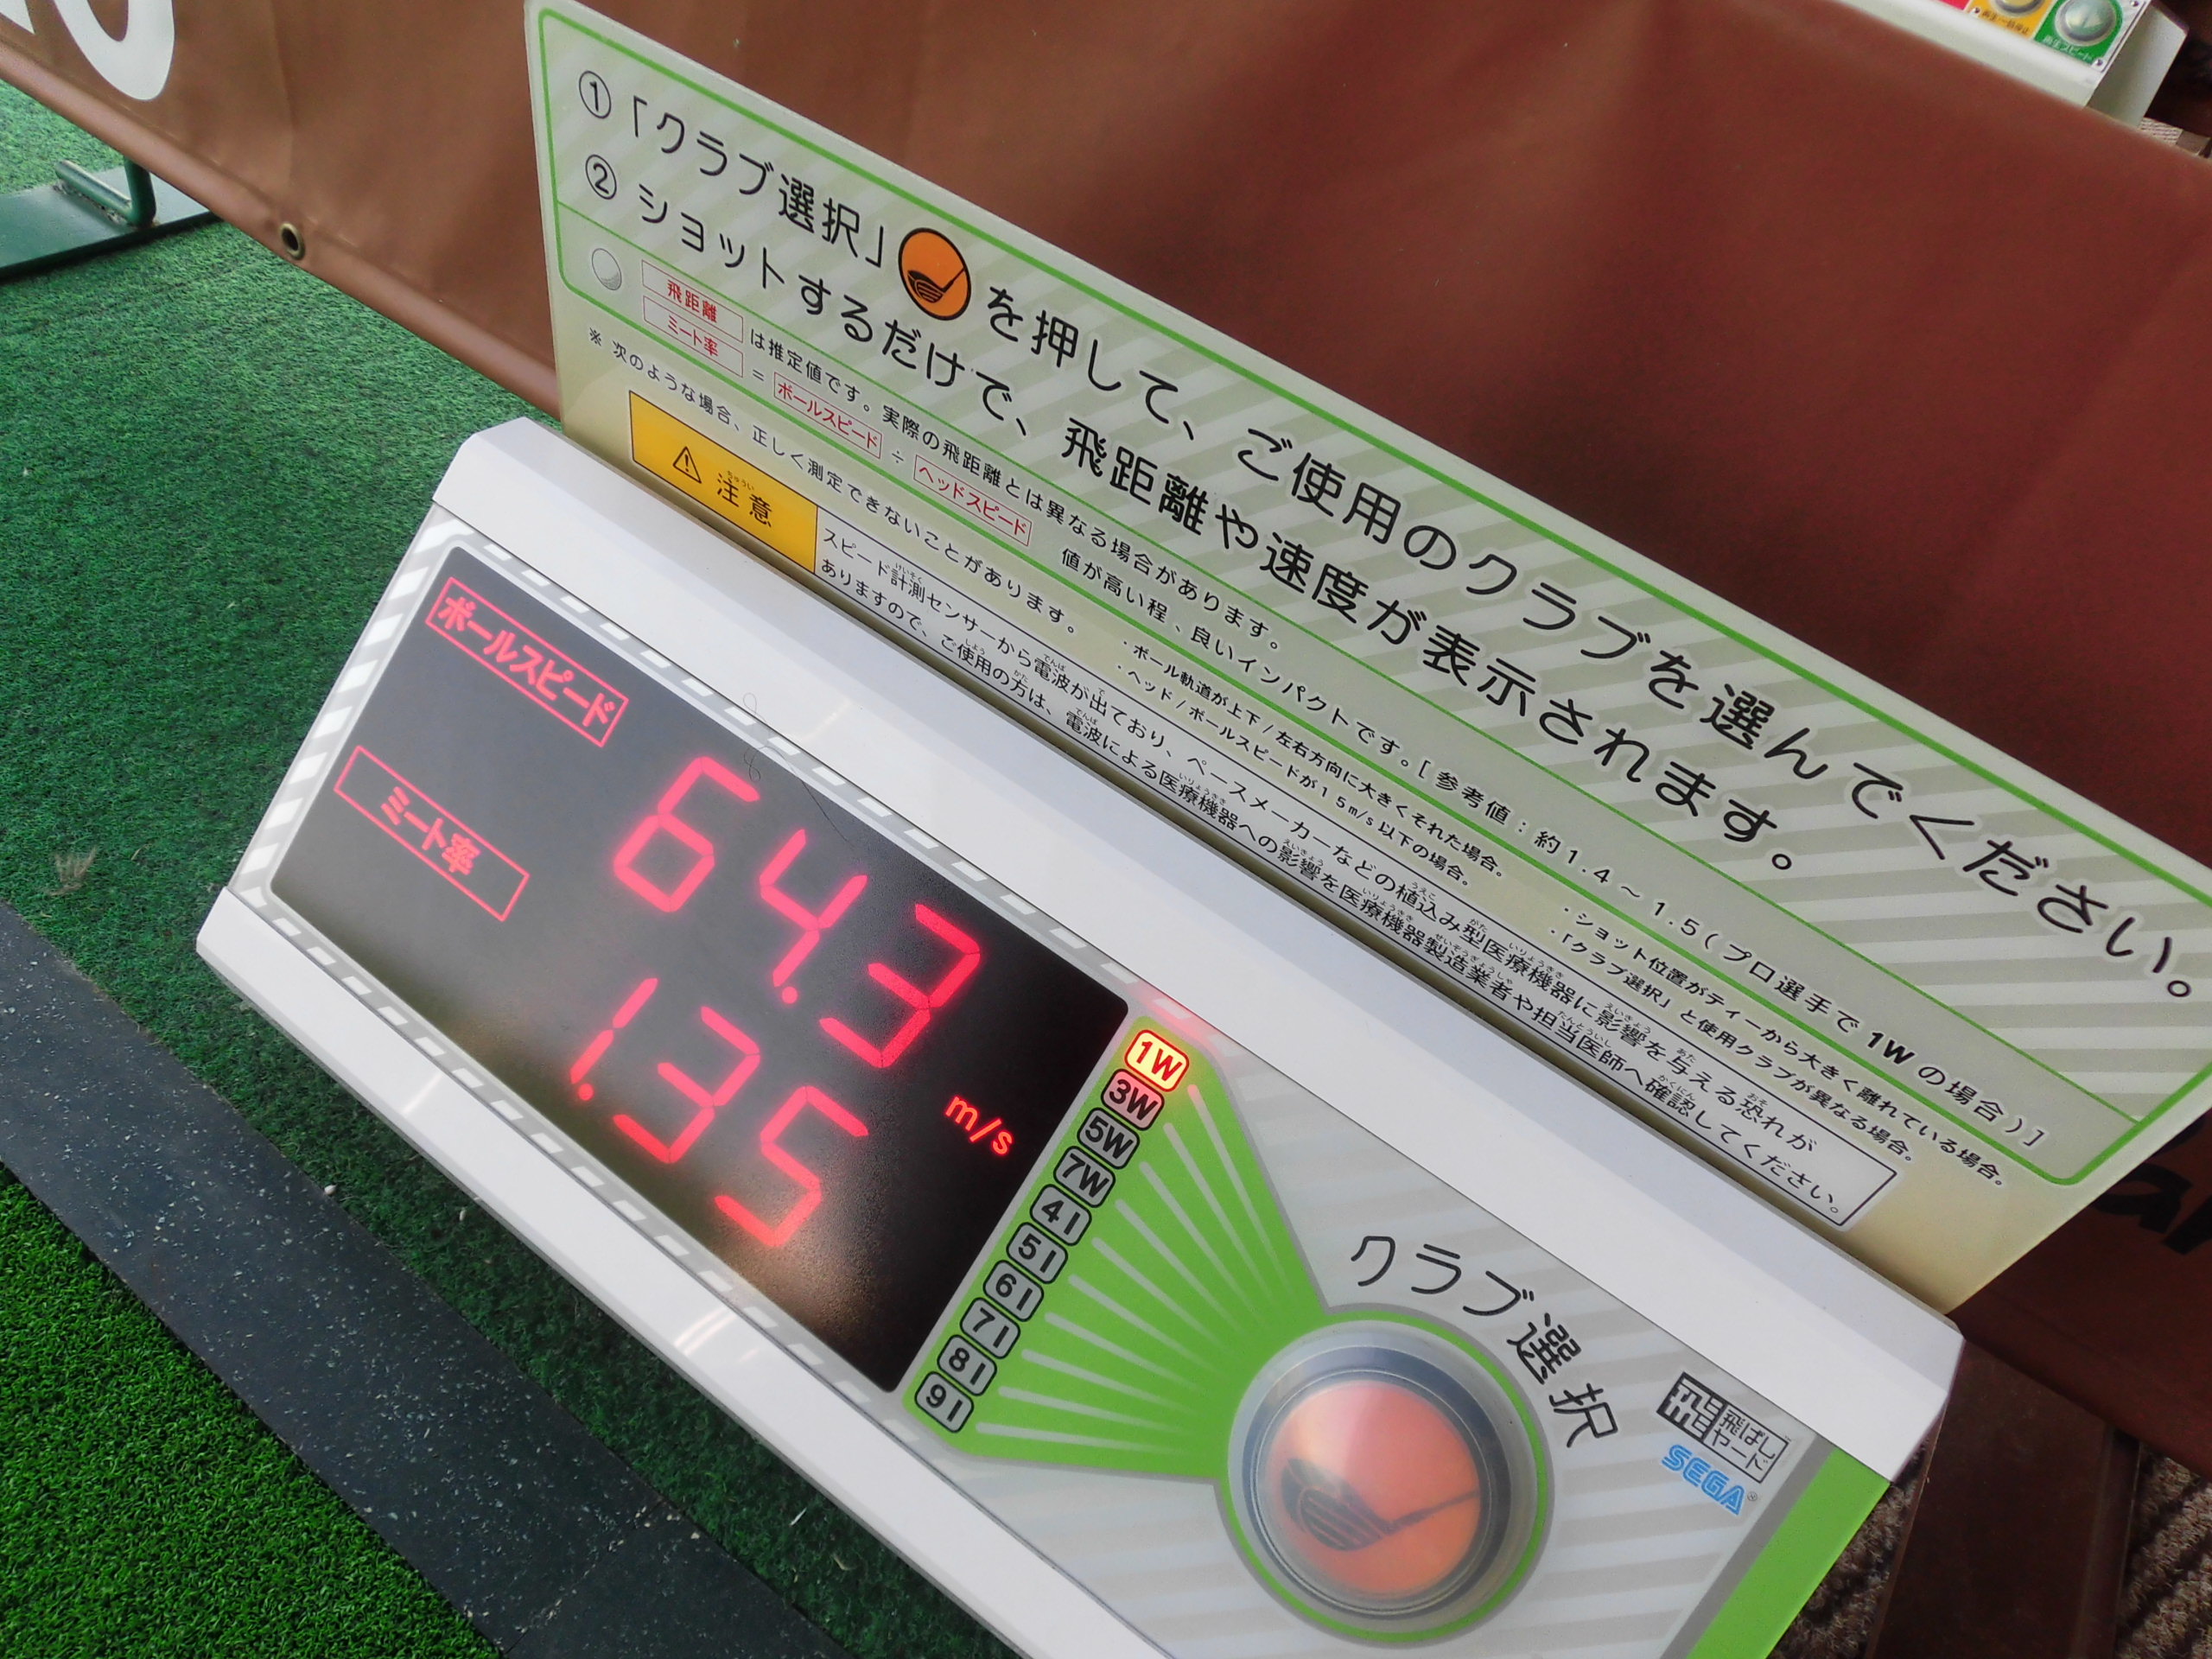 ①「クラブ選択」を押して、ご使用のクラブを選んでください。
② ショットするだけで、飛距離や速度が表示されます。
飛距離
ミート率
は推定値です。実際の飛距離とは異なる場合があります。
= ボールスピード ÷ ヘッドスピード 値が高い程、良いインパクトです。[ 参考値：約1.4～1.5（プロ選手で1Wの場合）]
※ 次のような場合、正しく測定できないことがあります。
・ボール軌道が上下/左右方向に大きくそれた場合。
・ヘッド/ボールスピードが15m/s以下の場合。
・ショット位置がティーから大きく離れている場合。
・「クラブ選択」と使用クラブが異なる場合。
注意
ちゅうい
スピード計測センサーから電波が出ており、ペースメーカーなどの植込み型医療機器に影響を与える恐れが
ありますので、ご使用の方は、電波による医療機器への影響を医療機器製造業者や担当医師へ確認してください。
ボールスピード
64.3
m/s
ミート率
1.35
1W
3W
5W
7W
4I
5I
6I
7I
8I
9I
クラブ選択
飛ばし
ヤード
SEGA